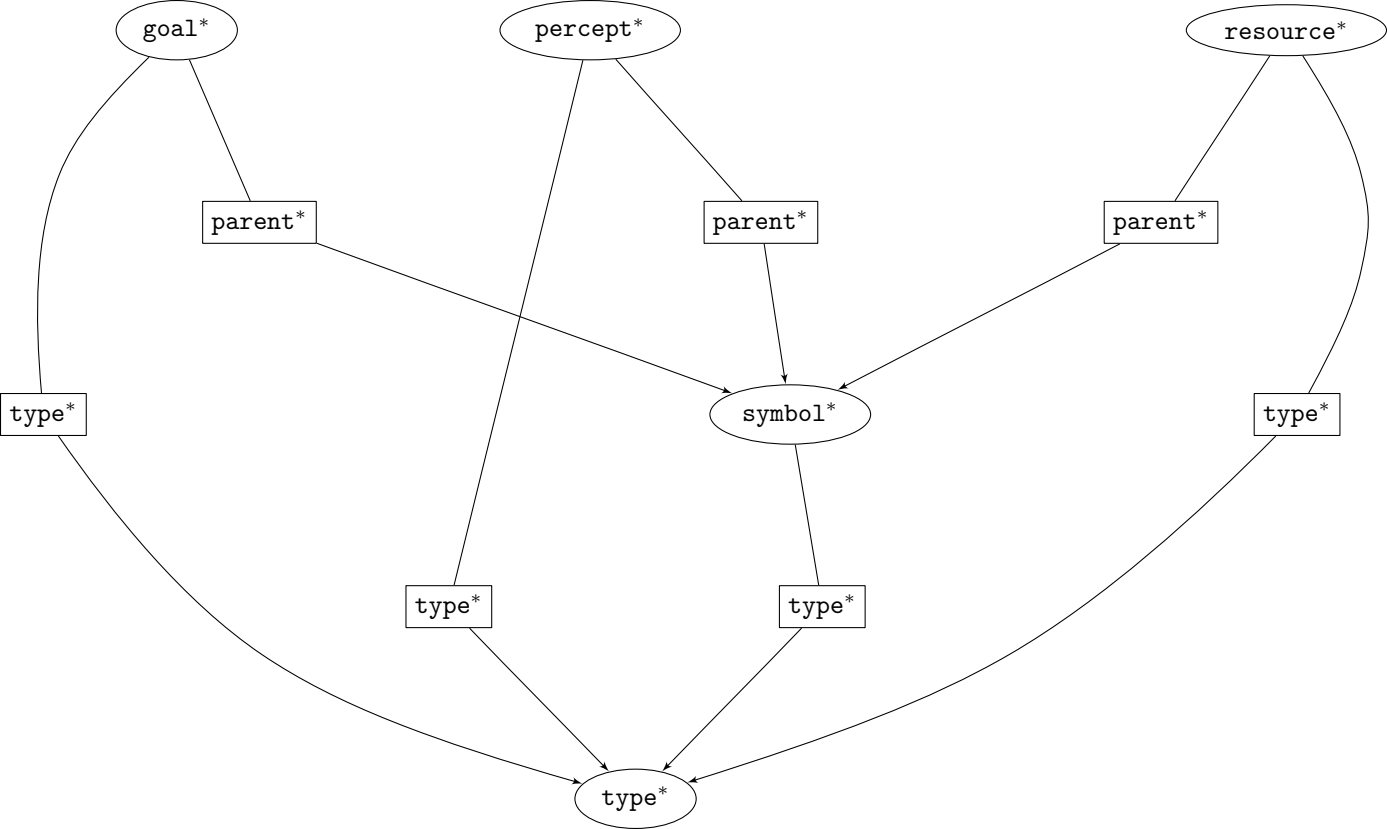 goal*
percept*
resource*
parent*
parent*
parent*
type*
symbol*
type*
type*
type*
type*